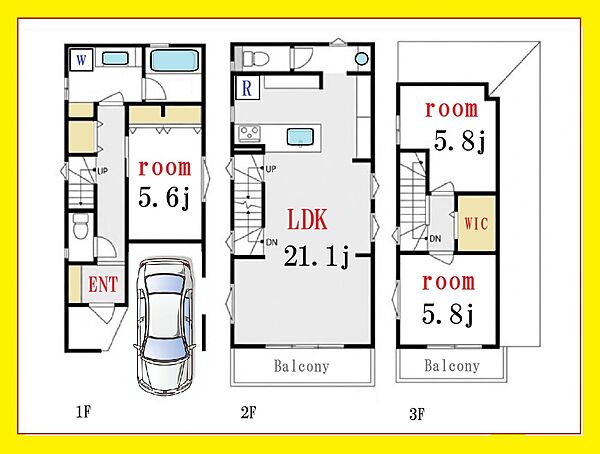 W
UP
room
5.6j
ENT
1F
R
UP
LDK
21.1j
DN
Balcony
2F
room
5.8j
WIC
DN
room
5.8j
Balcony
3F